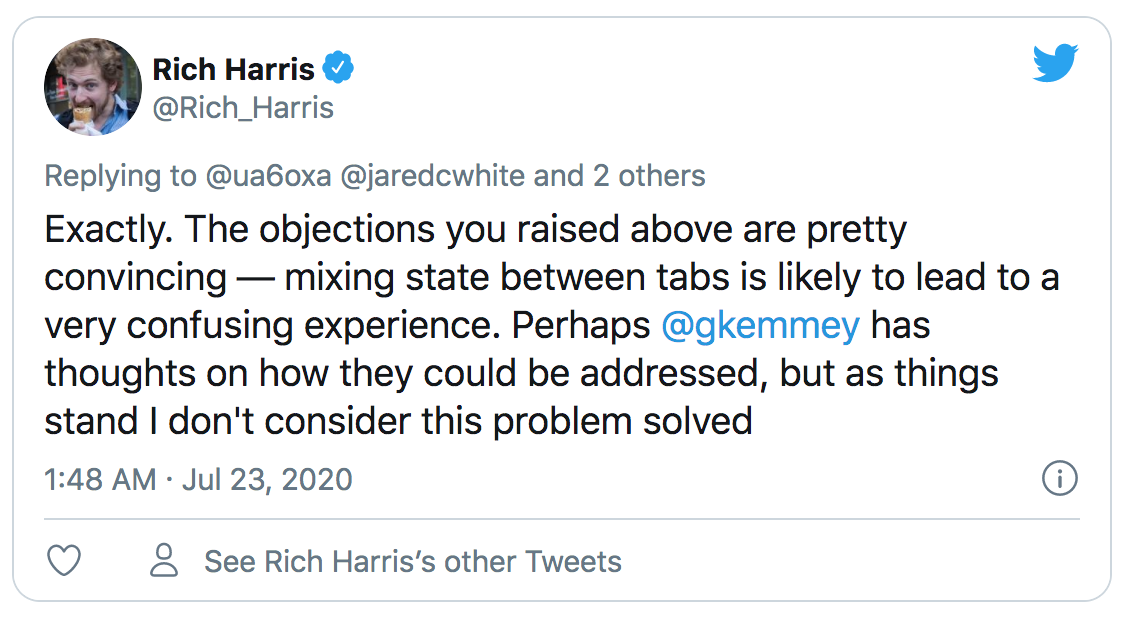 Rich Harris
@Rich_Harris
Replying to @ua6oxa @jaredcwhite and 2 others
Exactly. The objections you raised above are pretty
convincing — mixing state between tabs is likely to lead to a
very confusing experience. Perhaps @gkemmey has
thoughts on how they could be addressed, but as things
stand I don't consider this problem solved
1:48 AM · Jul 23, 2020
See Rich Harris’s other Tweets